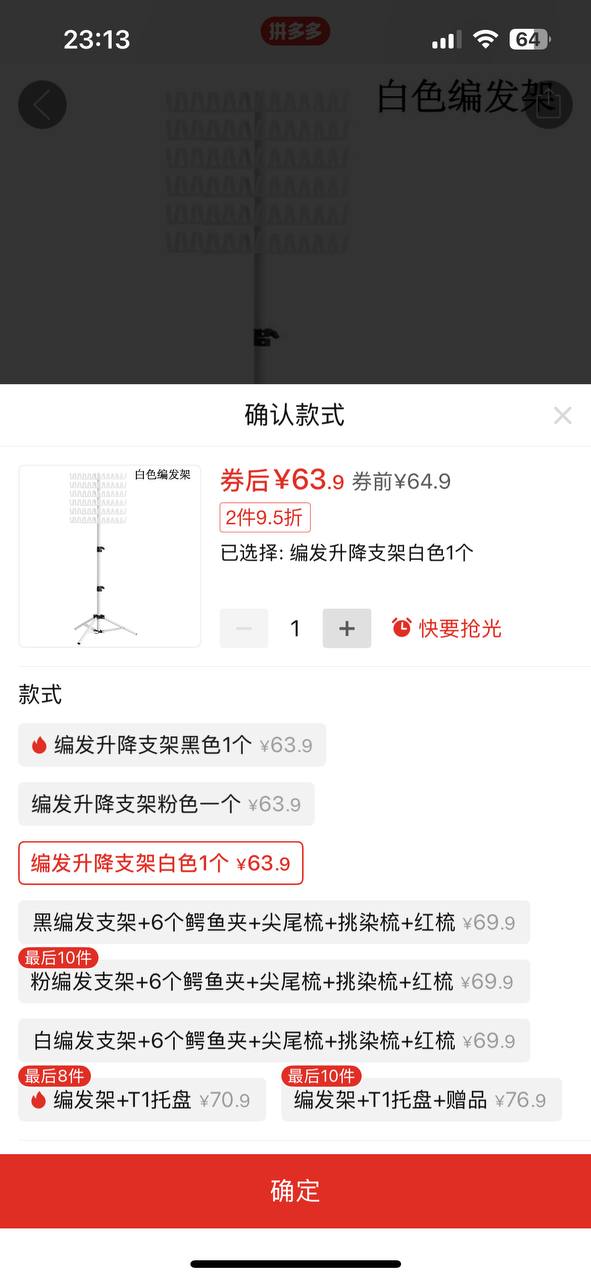 23:13
拼多多
64
白色编发架
确认款式
白色编发架
券后¥63.9 券前¥64.9
2件9.5折
已选择: 编发升降支架白色1个
1
快要抢光
款式
编发升降支架黑色1个 ¥63.9
编发升降支架粉色一个 ¥63.9
编发升降支架白色1个 ¥63.9
黑编发支架+6个鳄鱼夹+尖尾梳+挑染梳+红梳 ¥69.9
最后10件
粉编发支架+6个鳄鱼夹+尖尾梳+挑染梳+红梳 ¥69.9
白编发支架+6个鳄鱼夹+尖尾梳+挑染梳+红梳 ¥69.9
最后8件
编发架+T1托盘 ¥70.9
最后10件
编发架+T1托盘+赠品 ¥76.9
确定